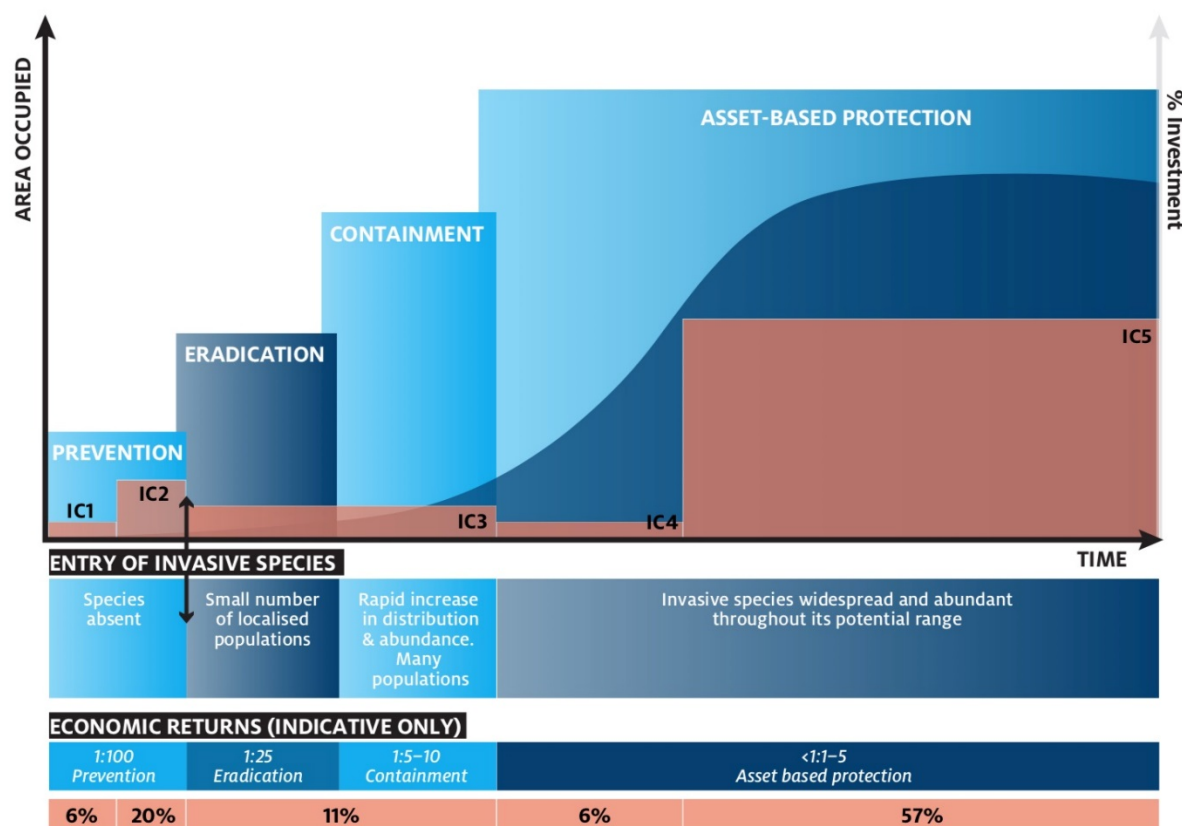 AREA OCCUPIED
% Investment
ASSET-BASED PROTECTION
CONTAINMENT
ERADICATION
PREVENTION
IC1
IC2
IC3
IC4
IC5
TIME
ENTRY OF INVASIVE SPECIES
Species
absent
Small number
of localised
populations
Rapid increase
in distribution
& abundance.
Many
populations
Invasive species widespread and abundant
throughout its potential range
ECONOMIC RETURNS (INDICATIVE ONLY)
1:100
Prevention
1:25
Eradication
1:5–10
Containment
<1:1–5
Asset based protection
6%
20%
11%
6%
57%